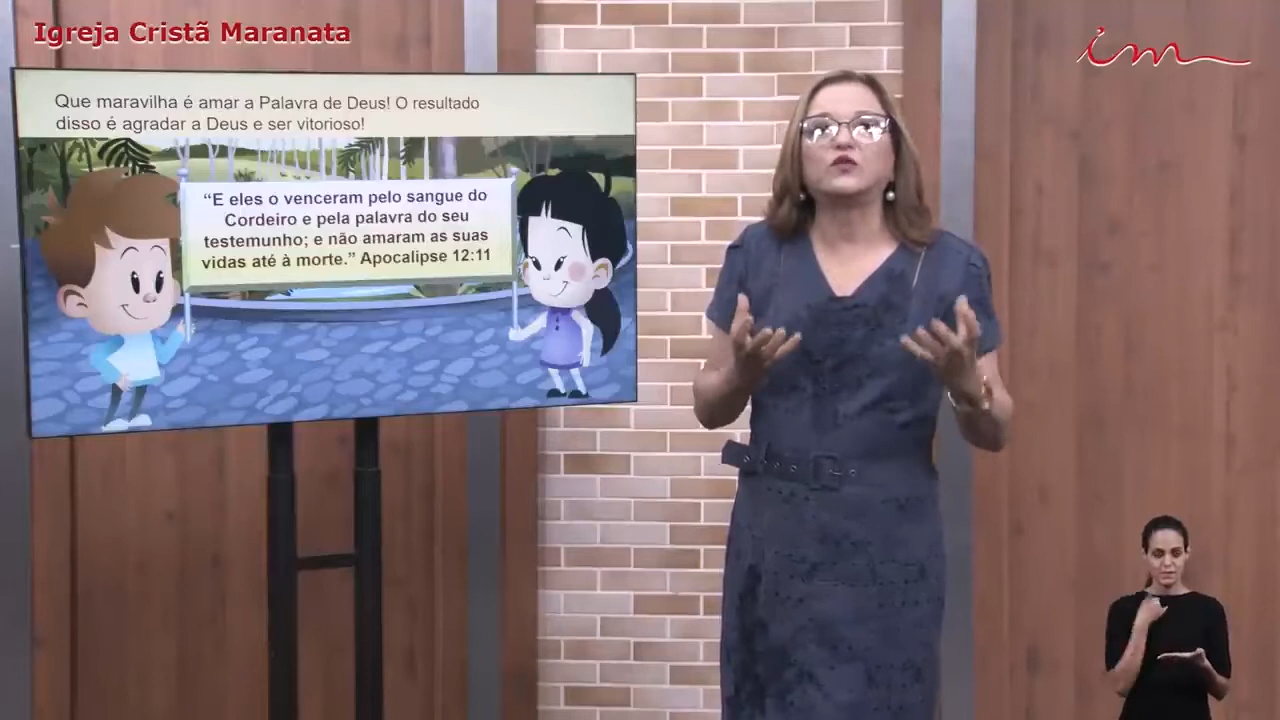 Igreja Cristã Maranata
im
Que maravilha é amar a Palavra de Deus! O resultado
disso é agradar a Deus e ser vitorioso!
“E eles o venceram pelo sangue do
Cordeiro e pela palavra do seu
testemunho; e não amaram as suas
vidas até à morte.” Apocalipse 12:11